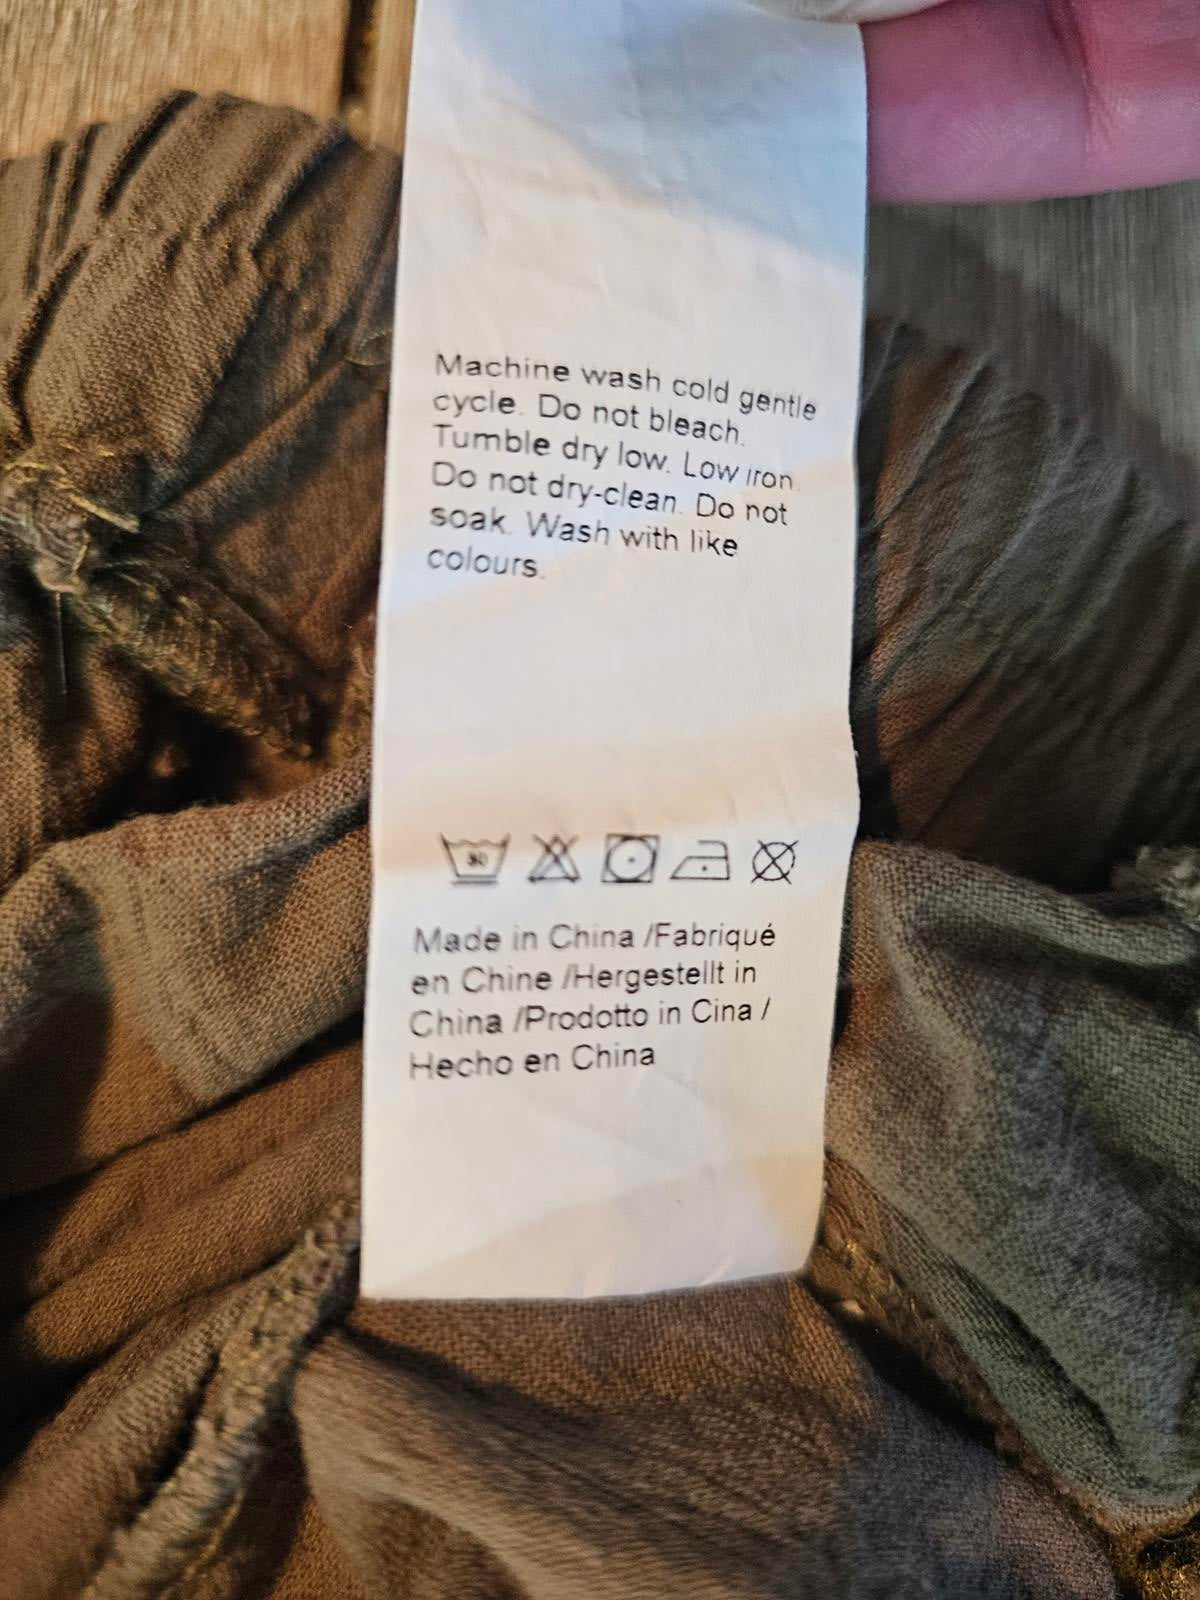 Machine wash cold gentle
cycle. Do not bleach.
Tumble dry low. Low iron.
Do not dry-clean. Do not
soak. Wash with like
colours.
30
Made in China /Fabriqué
en Chine /Hergestellt in
China /Prodotto in Cina /
Hecho en China